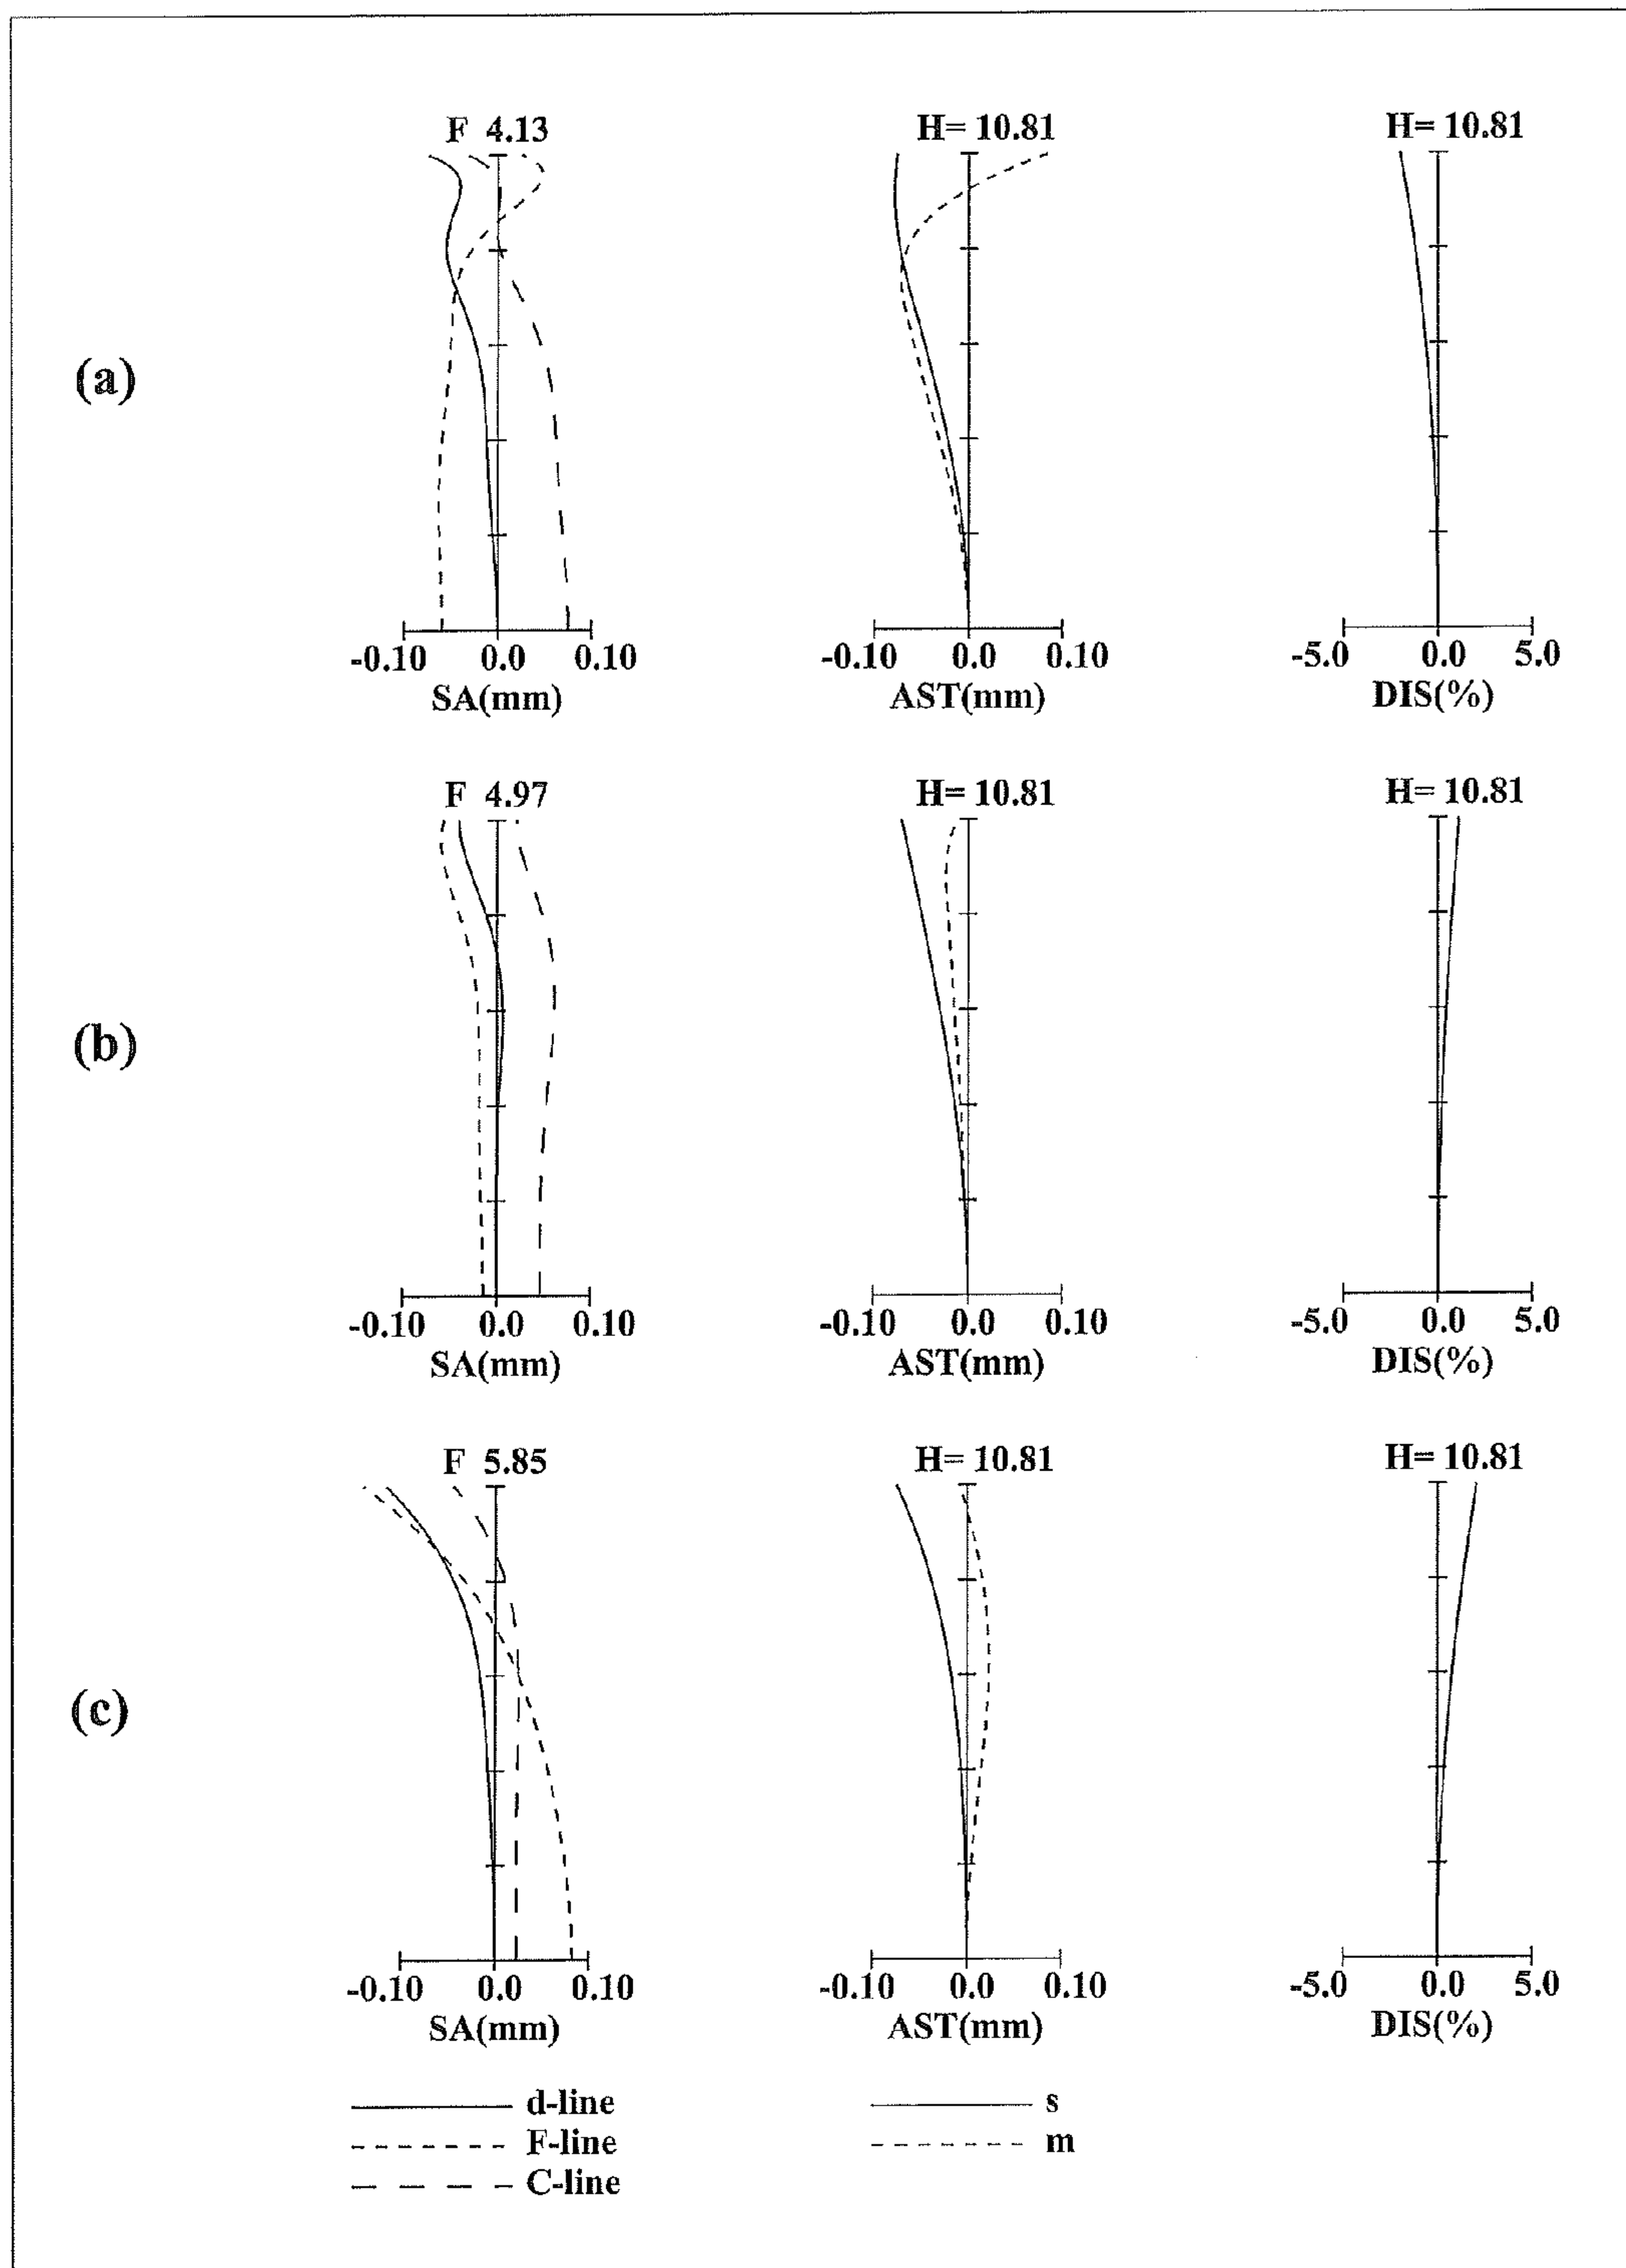 F 4.13 H= 10.81 H= 10.81
(a)
-0.10 0.0 0.10 -0.10 0.0 0.10 -5.0 0.0 5.0
SA(mm) AST(mm) DIS(%)
F 4.97 H= 10.81 H= 10.81
(b)
-0.10 0.0 0.10 -0.10 0.0 0.10 -5.0 0.0 5.0
SA(mm) AST(mm) DIS(%)
F 5.85 H= 10.81 H= 10.81
(c)
-0.10 0.0 0.10 -0.10 0.0 0.10 -5.0 0.0 5.0
SA(mm) AST(mm) DIS(%)
d-line s
F-line m
C-line